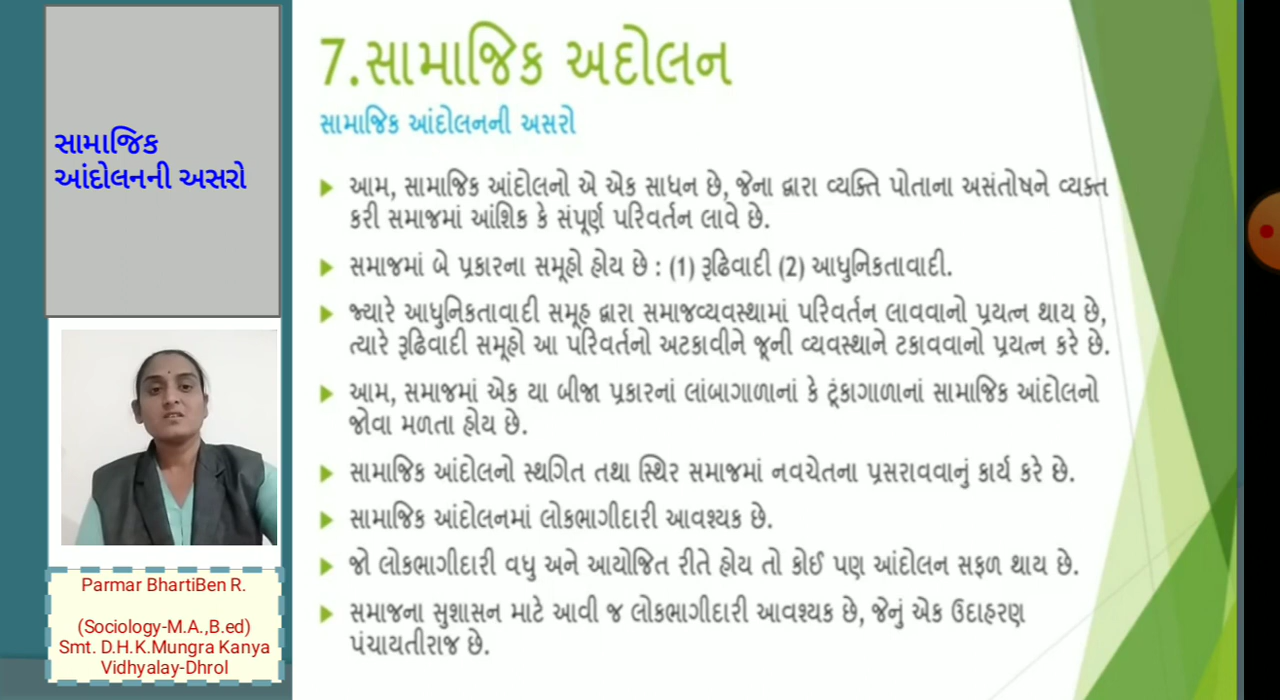 સામાજિક
આંદોલનની અસરો
Parmar BhartiBen R.
(Sociology-M.A.,B.ed)
Smt. D.H.K.Mungra Kanya
Vidhyalay-Dhrol
7.સામાજિક અદોલન
સામાજિક આંદોલનની અસરો
આમ, સામાજિક આંદોલનો એ એક સાધન છે, જેના દ્વારા વ્યક્તિ પોતાના અસંતોષને વ્યક્ત
કરી સમાજમાં આંશિક કે સંપૂર્ણ પરિવર્તન લાવે છે.
સમાજમાં બે પ્રકારના સમૂહો હોય છે : (1) રૂઢિવાદી (2) આધુનિકતાવાદી.
જ્યારે આધુનિકતાવાદી સમૂહ દ્વારા સમાજવ્યવસ્થામાં પરિવર્તન લાવવાનો પ્રયત્ન થાય છે,
ત્યારે રૂઢિવાદી સમૂહો આ પરિવર્તનો અટકાવીને જૂની વ્યવસ્થાને ટકાવવાનો પ્રયત્ન કરે છે.
આમ, સમાજમાં એક યા બીજા પ્રકારનાં લાંબાગાળાનાં કે ટૂંકાગાળાનાં સામાજિક આંદોલનો
જોવા મળતા હોય છે.
સામાજિક આંદોલનો સ્થગિત તથા સ્થિર સમાજમાં નવચેતના પ્રસરાવવાનું કાર્ય કરે છે.
સામાજિક આંદોલનમાં લોકભાગીદારી આવશ્યક છે.
જો લોકભાગીદારી વધુ અને આયોજિત રીતે હોય તો કોઈ પણ આંદોલન સફળ થાય છે.
સમાજના સુશાસન માટે આવી જ લોકભાગીદારી આવશ્યક છે, જેનું એક ઉદાહરણ
પંચાયતીરાજ છે.